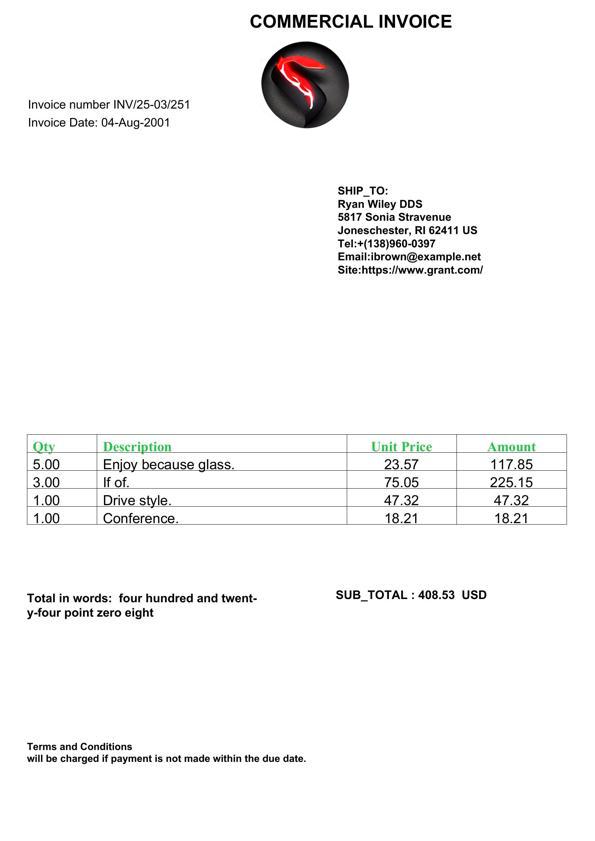 COMMERCIAL INVOICE
Invoice number INV/25-03/251
Invoice Date: 04-Aug-2001
SHIP_TO:
Ryan Wiley DDS
5817 Sonia Stravenue
Joneschester, RI 62411 US
Tel:+(138)960-0397
Email:ibrown@example.net
Site:https://www.grant.com/
Qty Description Unit Price Amount
5.00 Enjoy because glass. 23.57 117.85
3.00 If of. 75.05 225.15
1.00 Drive style. 47.32 47.32
1.00 Conference. 18.21 18.21
Total in words: four hundred and twent-
y-four point zero eight
SUB_TOTAL : 408.53 USD
Terms and Conditions
will be charged if payment is not made within the due date.